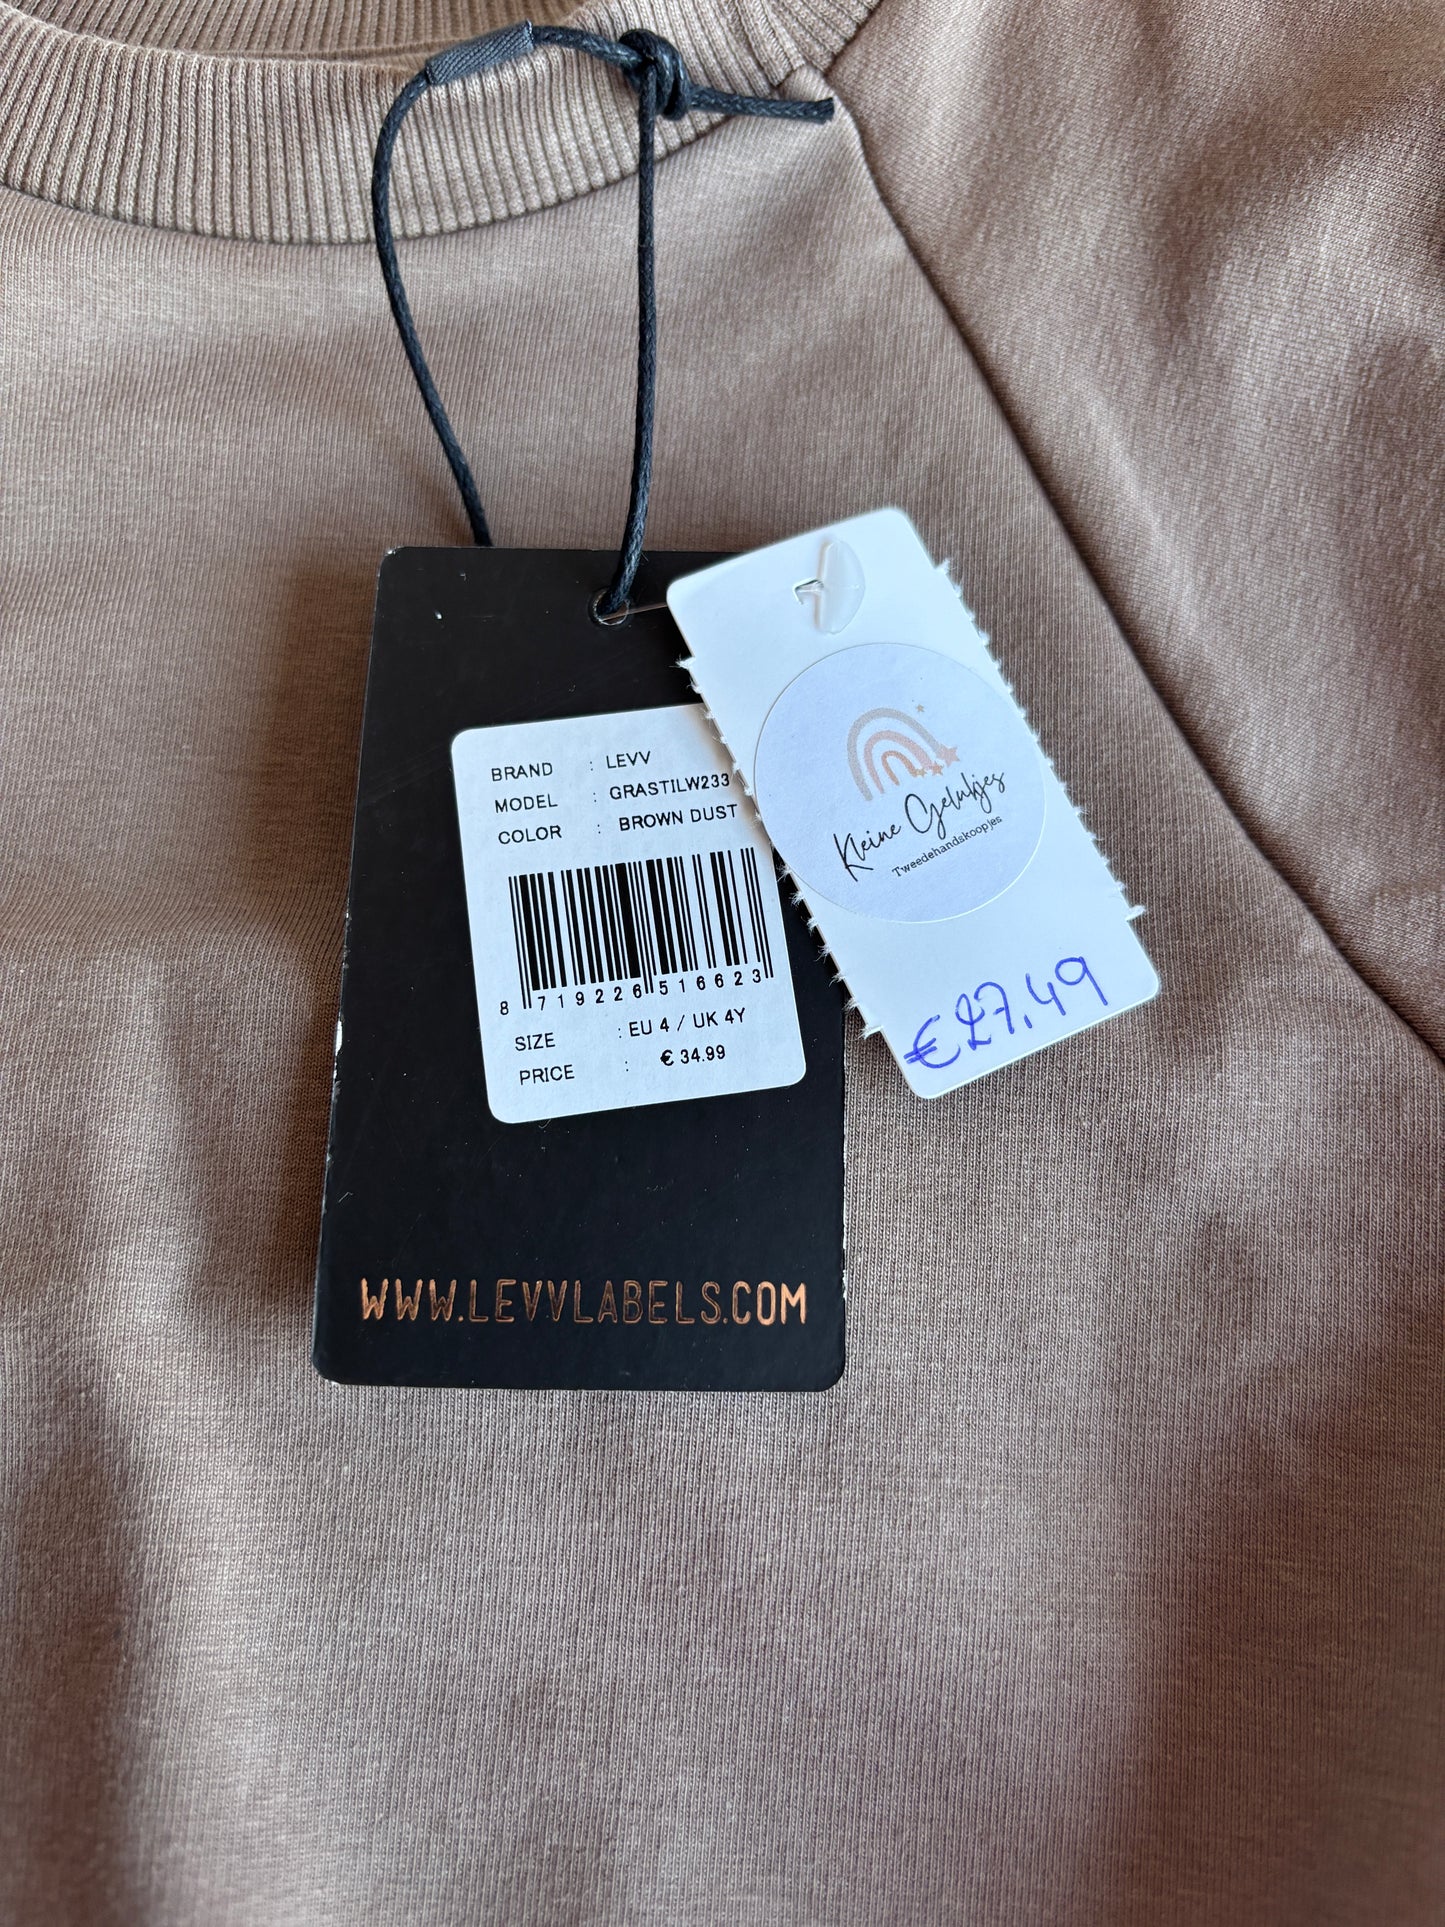 BRAND : LEVV
MODEL : GRASTILW233
COLOR : BROWN DUST
8 719226 516623
SIZE : EU 4 / UK 4Y
PRICE : € 34.99
WWW.LEVVLABELS.COM
Kleine Gelukjes
Tweedehandskoopjes
€27,49